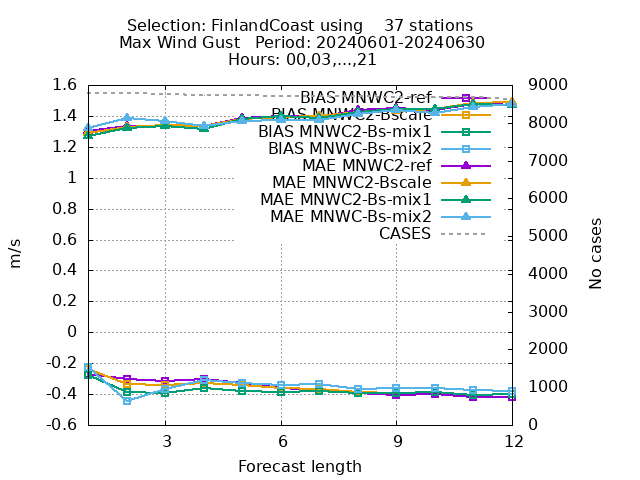 Selection: FinlandCoast using 37 stations
Max Wind Gust Period: 20240601-20240630
Hours: 00,03,...,21
BIAS MNWC2-ref
BIAS MNWC2-Bscale
BIAS MNWC2-Bs-mix1
BIAS MNWC-Bs-mix2
MAE MNWC2-ref
MAE MNWC2-Bscale
MAE MNWC2-Bs-mix1
MAE MNWC-Bs-mix2
CASES
m/s
1.6
1.4
1.2
1
0.8
0.6
0.4
0.2
0
-0.2
-0.4
-0.6
9000
8000
7000
6000
5000
4000
3000
2000
1000
0
No cases
3
6
9
12
Forecast length